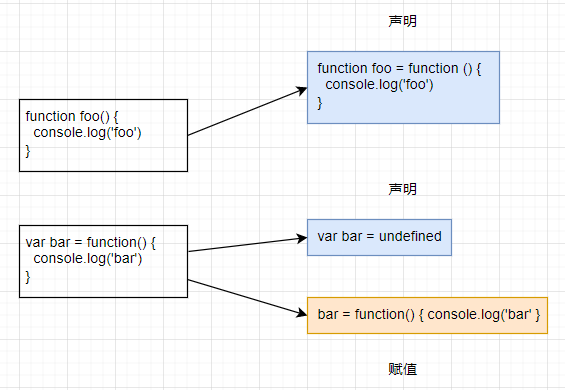 声明
function foo = function () {
console.log('foo')
}
function foo() {
console.log('foo')
}
声明
var bar = function() {
console.log('bar')
}
var bar = undefined
bar = function() { console.log('bar' }
赋值